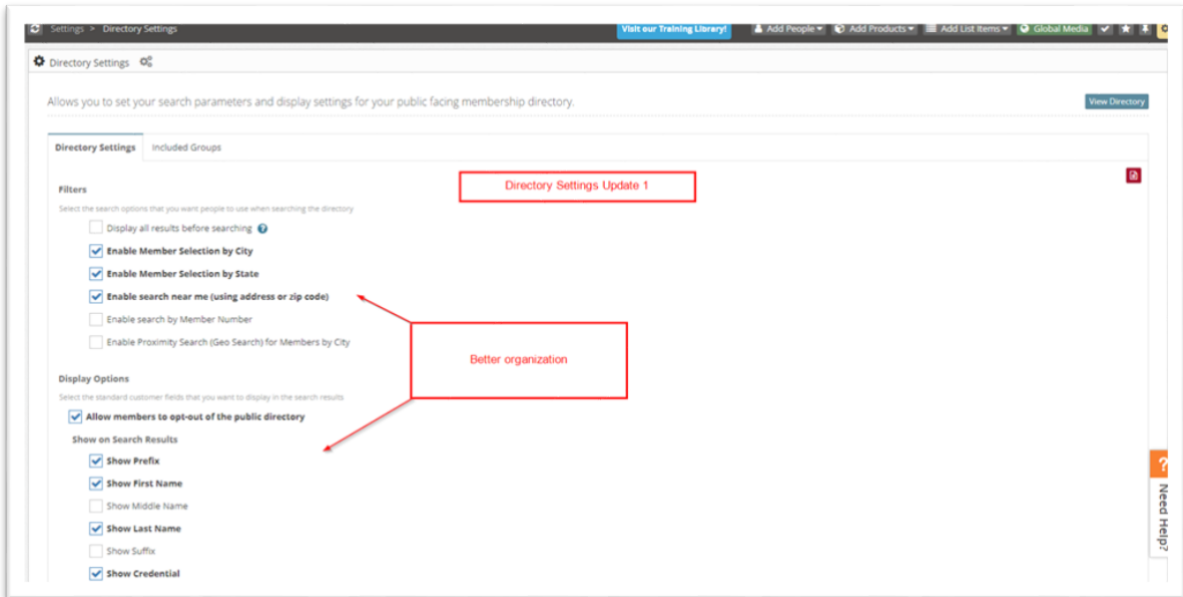 Settings > Directory Settings
Visit our Training Library!
Add People
Add Products
Add List Items
Global Media
Directory Settings
Allows you to set your search parameters and display settings for your public facing membership directory.
View Directory
Directory Settings
Included Groups
Directory Settings Update 1
Filters
Select the search options that you want people to use when searching the directory
Display all results before searching ?
Enable Member Selection by City
Enable Member Selection by State
Enable search near me (using address or zip code)
Enable search by Member Number
Enable Proximity Search (Geo Search) for Members by City
Better organization
Display Options
Select the standard customer fields that you want to display in the search results
Allow members to opt-out of the public directory
Show on Search Results
Show Prefix
Show First Name
Show Middle Name
Show Last Name
Show Suffix
Show Credential
? Need Help?